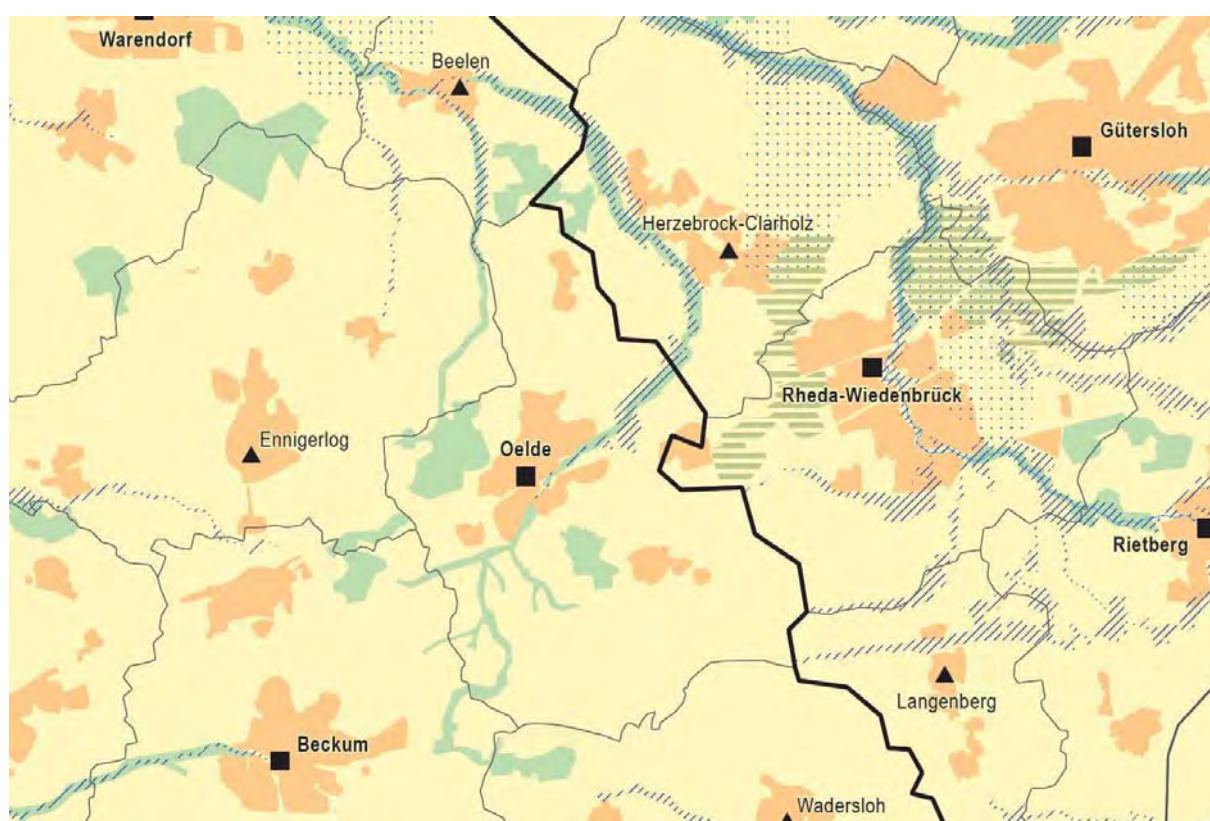 Warendorf
Beelen
Gütersloh
Herzebrock-Clarholz
Rheda-Wiedenbrück
Ennigerlog
Oelde
Rietberg
Langenberg
Beckum
Wadersloh